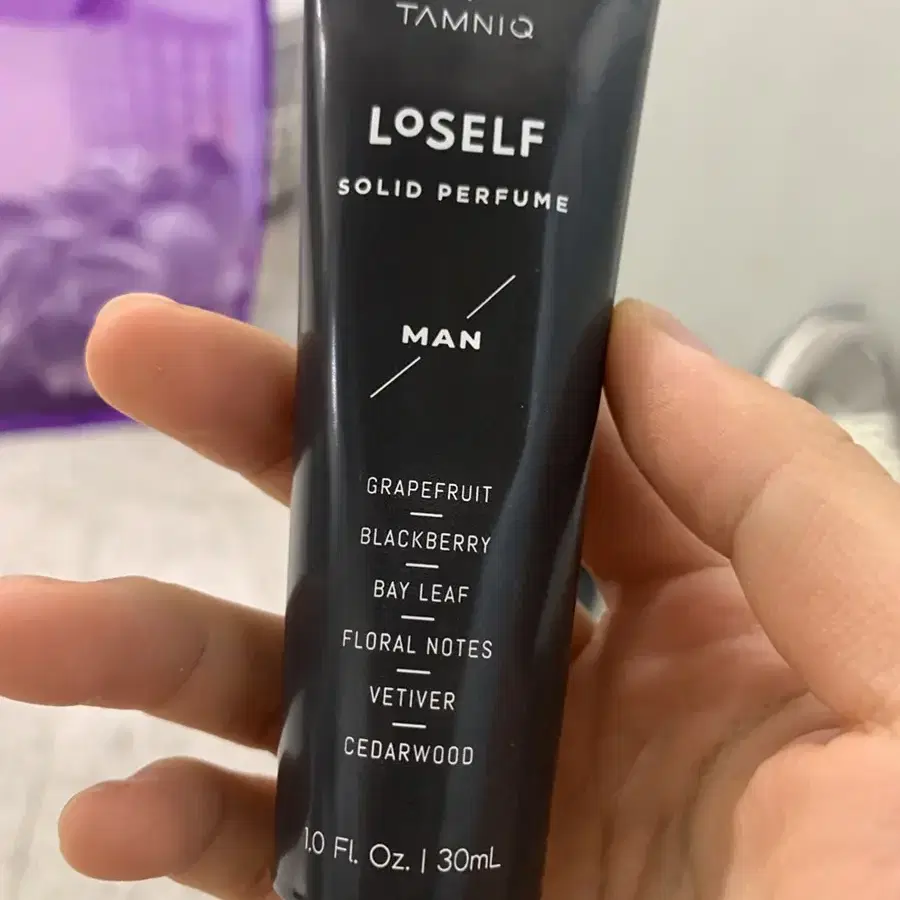 TAMNIQ
LOSELF
SOLID PERFUME
MAN
GRAPEFRUIT
BLACKBERRY
BAY LEAF
FLORAL NOTES
VETIVER
CEDARWOOD
1.0 Fl. Oz. | 30mL